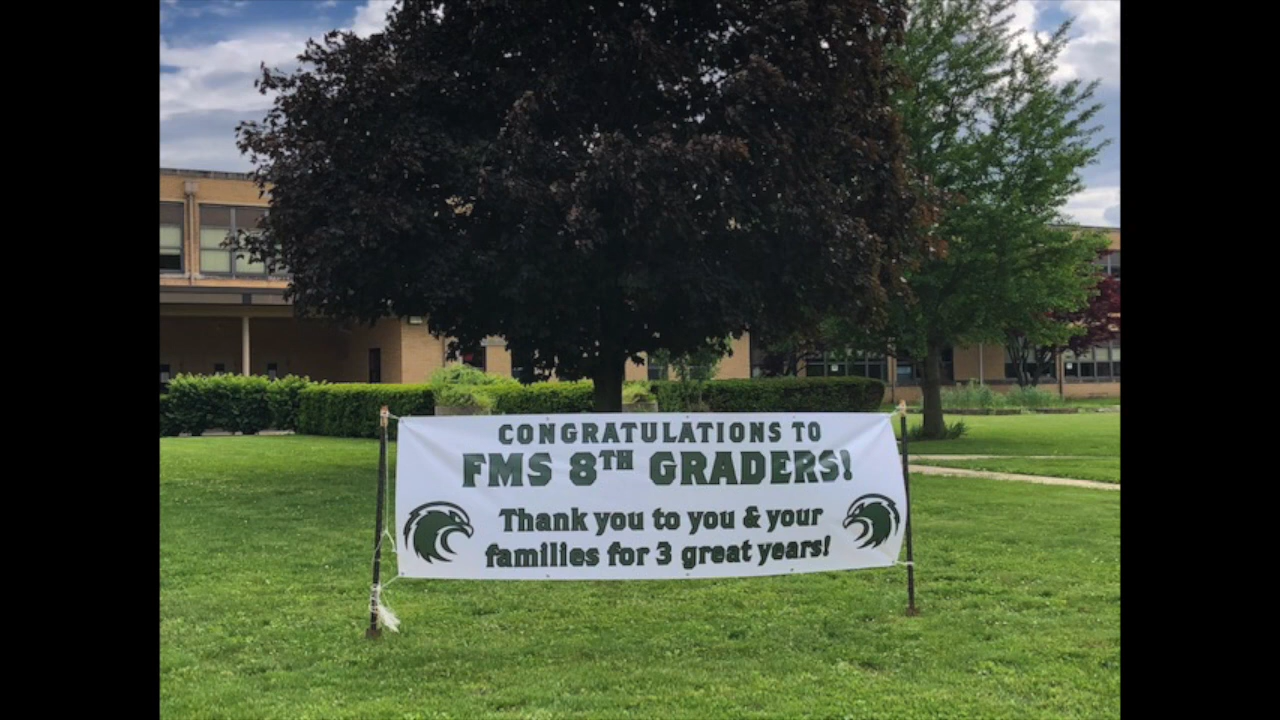 CONGRATULATIONS TO
FMS 8TH GRADERS!
Thank you to you & your
families for 3 great years!